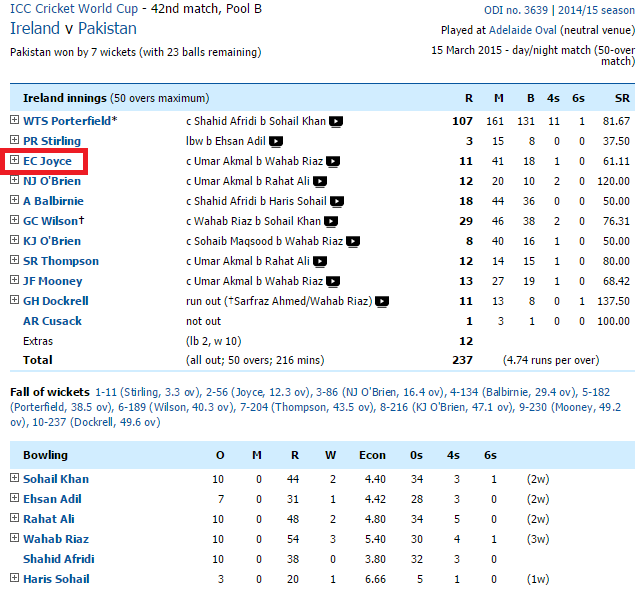 ICC Cricket World Cup - 42nd match, Pool B
ODI no. 3639 | 2014/15 season
Ireland v Pakistan
Played at Adelaide Oval (neutral venue)
Pakistan won by 7 wickets (with 23 balls remaining)
15 March 2015 - day/night match (50-over match)
Ireland innings (50 overs maximum) R M B 4s 6s SR
WTS Porterfield* c Shahid Afridi b Sohail Khan 107 161 131 11 1 81.67
PR Stirling lbw b Ehsan Adil 3 15 8 0 0 37.50
EC Joyce c Umar Akmal b Wahab Riaz 11 41 18 1 0 61.11
NJ O'Brien c Umar Akmal b Rahat Ali 12 20 10 2 0 120.00
A Balbirnie c Shahid Afridi b Haris Sohail 18 44 36 0 0 50.00
GC Wilson† c Wahab Riaz b Sohail Khan 29 46 38 2 0 76.31
KJ O'Brien c Sohaib Maqsood b Wahab Riaz 8 40 16 1 0 50.00
SR Thompson c Umar Akmal b Rahat Ali 12 14 15 1 0 80.00
JF Mooney c Umar Akmal b Wahab Riaz 13 27 19 1 0 68.42
GH Dockrell run out (†Sarfraz Ahmed/Wahab Riaz) 11 13 8 0 1 137.50
AR Cusack not out 1 3 1 0 0 100.00
Extras (lb 2, w 10) 12
Total (all out; 50 overs; 216 mins) 237 (4.74 runs per over)
Fall of wickets 1-11 (Stirling, 3.3 ov), 2-56 (Joyce, 12.3 ov), 3-86 (NJ O'Brien, 16.4 ov), 4-134 (Balbirnie, 29.4 ov), 5-182
(Porterfield, 38.5 ov), 6-189 (Wilson, 40.3 ov), 7-204 (Thompson, 43.5 ov), 8-216 (KJ O'Brien, 47.1 ov), 9-230 (Mooney, 49.2
ov), 10-237 (Dockrell, 49.6 ov)
Bowling O M R W Econ 0s 4s 6s
Sohail Khan 10 0 44 2 4.40 34 3 1 (2w)
Ehsan Adil 7 0 31 1 4.42 28 3 0 (2w)
Rahat Ali 10 0 48 2 4.80 34 5 0 (2w)
Wahab Riaz 10 0 54 3 5.40 30 4 1 (3w)
Shahid Afridi 10 0 38 0 3.80 32 3 0
Haris Sohail 3 0 20 1 6.66 5 1 0 (1w)